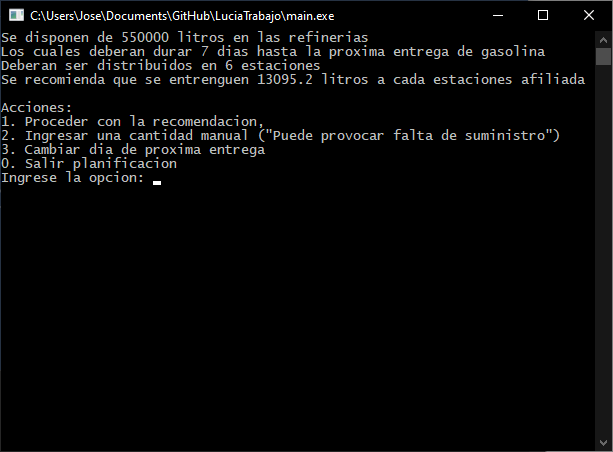 C:\Users\Jose\Documents\GitHub\LuciaTrabajo\main.exe
Se disponen de 550000 litros en las refinerias
Los cuales deberan durar 7 dias hasta la proxima entrega de gasolina
Deberan ser distribuidos en 6 estaciones
Se recomienda que se entrenguen 13095.2 litros a cada estaciones afiliada
Acciones:
1. Proceder con la recomendacion,
2. Ingresar una cantidad manual ("Puede provocar falta de suministro")
3. Cambiar dia de proxima entrega
0. Salir planificacion
Ingrese la opcion: